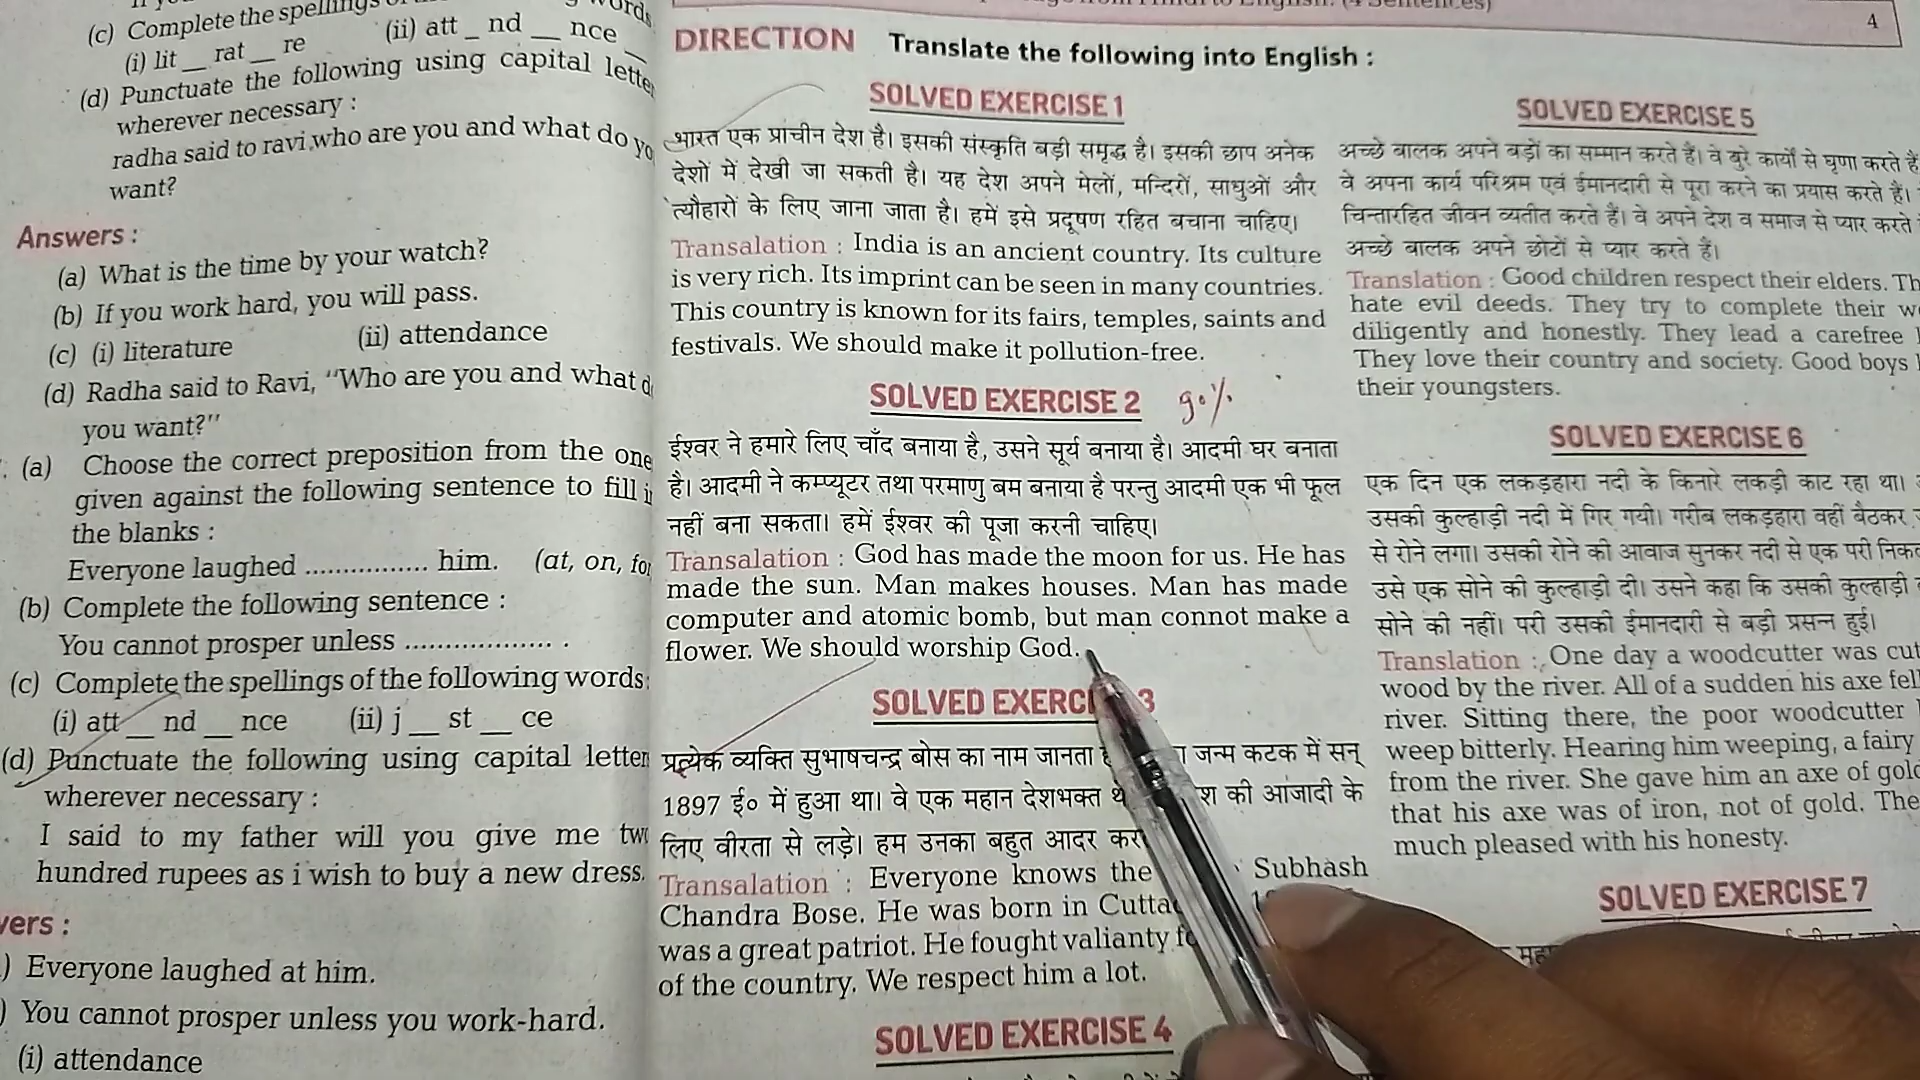 (c) Complete the spellings
(i) lit __ rat __ re (ii) att _ nd __ nce
(d) Punctuate the following using capital letter
wherever necessary :
radha said to ravi,who are you and what do yo
want?
Answers :
(a) What is the time by your watch?
(b) If you work hard, you will pass.
(c) (i) literature (ii) attendance
(d) Radha said to Ravi, “Who are you and what d
you want?”
(a) Choose the correct preposition from the one
given against the following sentence to fill i
the blanks :
Everyone laughed ................ him. (at, on, for
(b) Complete the following sentence :
You cannot prosper unless ................... .
(c) Complete the spellings of the following words:
(i) att __ nd __ nce (ii) j __ st __ ce
(d) Punctuate the following using capital letter
wherever necessary :
I said to my father will you give me tw
hundred rupees as i wish to buy a new dress.
vers :
) Everyone laughed at him.
) You cannot prosper unless you work-hard.
(i) attendance
4
DIRECTION Translate the following into English :
SOLVED EXERCISE 1
भारत एक प्राचीन देश है। इसकी संस्कृति बड़ी समृद्ध है। इसकी छाप अनेक
देशों में देखी जा सकती है। यह देश अपने मेलों, मन्दिरों, साधुओं और
त्यौहारों के लिए जाना जाता है। हमें इसे प्रदूषण रहित बचाना चाहिए।
Transalation : India is an ancient country. Its culture
is very rich. Its imprint can be seen in many countries.
This country is known for its fairs, temples, saints and
festivals. We should make it pollution-free.
SOLVED EXERCISE 2 90%
ईश्वर ने हमारे लिए चाँद बनाया है, उसने सूर्य बनाया है। आदमी घर बनाता
है। आदमी ने कम्प्यूटर तथा परमाणु बम बनाया है परन्तु आदमी एक भी फूल
नहीं बना सकता। हमें ईश्वर की पूजा करनी चाहिए।
Transalation : God has made the moon for us. He has
made the sun. Man makes houses. Man has made
computer and atomic bomb, but man connot make a
flower. We should worship God.
SOLVED EXERCI 3
प्रत्येक व्यक्ति सुभाषचन्द्र बोस का नाम जानता जन्म कटक में सन्
1897 ई० में हुआ था। वे एक महान देशभक्त की आजादी के
लिए वीरता से लड़े। हम उनका बहुत आदर
Transalation : Everyone knows the Subhash
Chandra Bose. He was born in
was a great patriot. He fought valianty
of the country. We respect him a lot.
SOLVED EXERCISE 4
SOLVED EXERCISE 5
अच्छे बालक अपने बड़ों का सम्मान करते हैं। वे बुरे कार्यों से घृणा करते हैं
वे अपना कार्य परिश्रम एवं ईमानदारी से पूरा करने का प्रयास करते हैं।
चिन्तारहित जीवन व्यतीत करते हैं। वे अपने देश व समाज से प्यार करते
अच्छे बालक अपने छोटों से प्यार करते हैं।
Translation : Good children respect their elders. Th
hate evil deeds. They try to complete their w
diligently and honestly. They lead a carefree
They love their country and society. Good boys
their youngsters.
SOLVED EXERCISE 6
एक दिन एक लकड़हारा नदी के किनारे लकड़ी काट रहा था।
उसकी कुल्हाड़ी नदी में गिर गयी। गरीब लकड़हारा वहीं बैठकर
से रोने लगा। उसकी रोने की आवाज सुनकर नदी से एक परी
उसे एक सोने की कुल्हाड़ी दी। उसने कहा कि उसकी कुल्हाड़ी
सोने की नहीं। परी उसकी ईमानदारी से बड़ी प्रसन्न हुई।
Translation : One day a woodcutter was cut
wood by the river. All of a sudden his axe fell
river. Sitting there, the poor woodcutter
weep bitterly. Hearing him weeping, a fairy
from the river. She gave him an axe of gold
that his axe was of iron, not of gold. The
much pleased with his honesty.
SOLVED EXERCISE 7